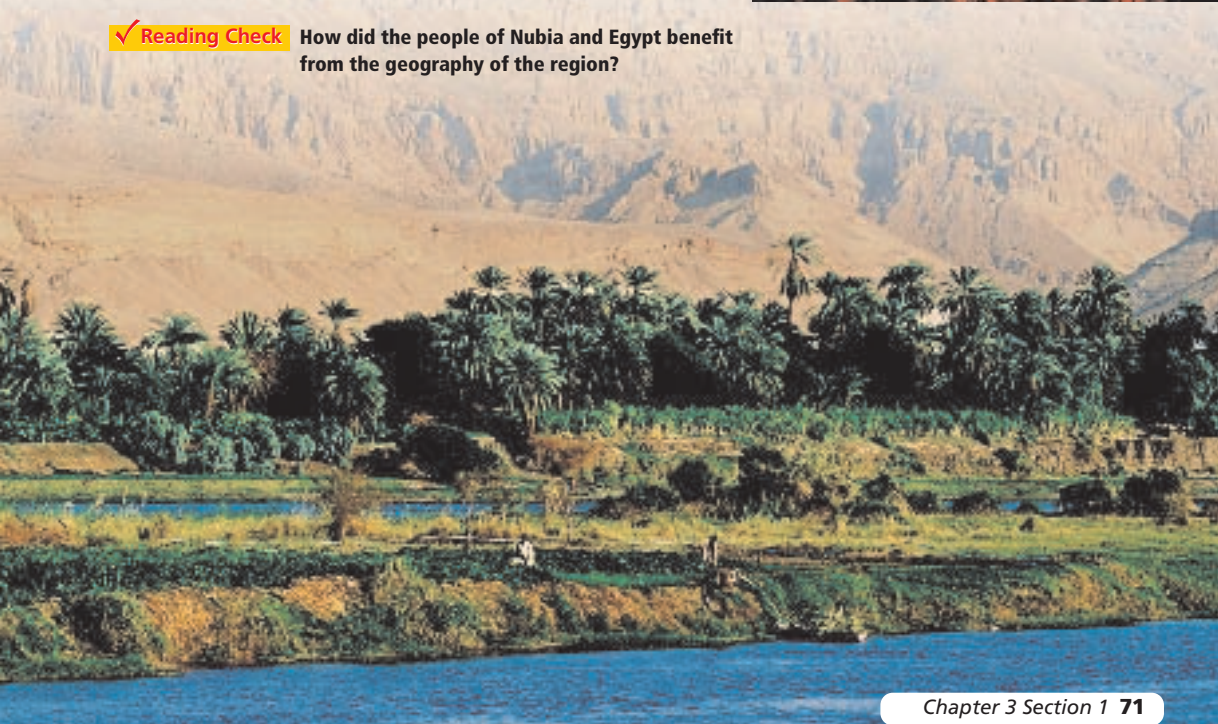 Reading Check How did the people of Nubia and Egypt benefit
from the geography of the region?
Chapter 3 Section 1 71